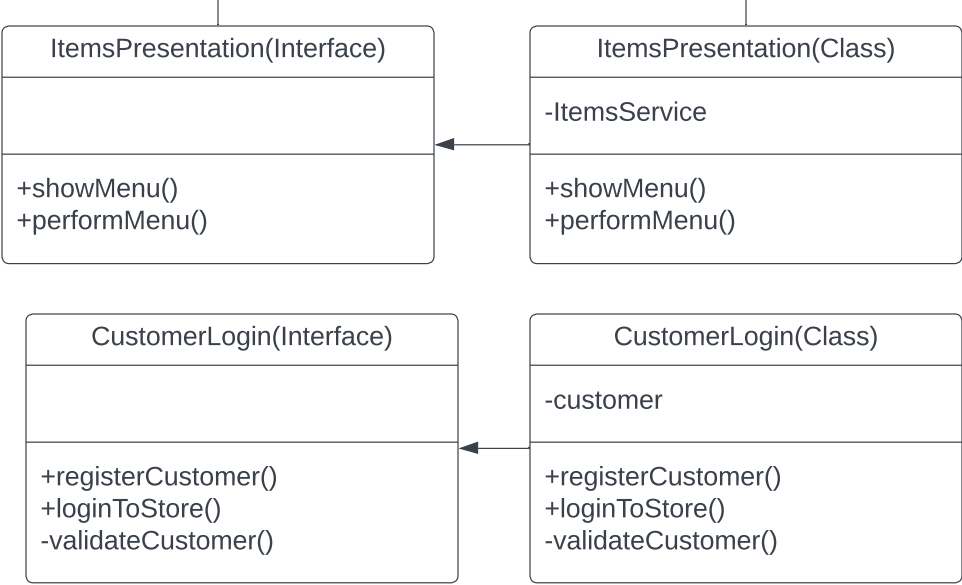 ItemsPresentation(Interface)
+showMenu()
+performMenu()
ItemsPresentation(Class)
-ItemsService
+showMenu()
+performMenu()
CustomerLogin(Interface)
+registerCustomer()
+loginToStore()
-validateCustomer()
CustomerLogin(Class)
-customer
+registerCustomer()
+loginToStore()
-validateCustomer()